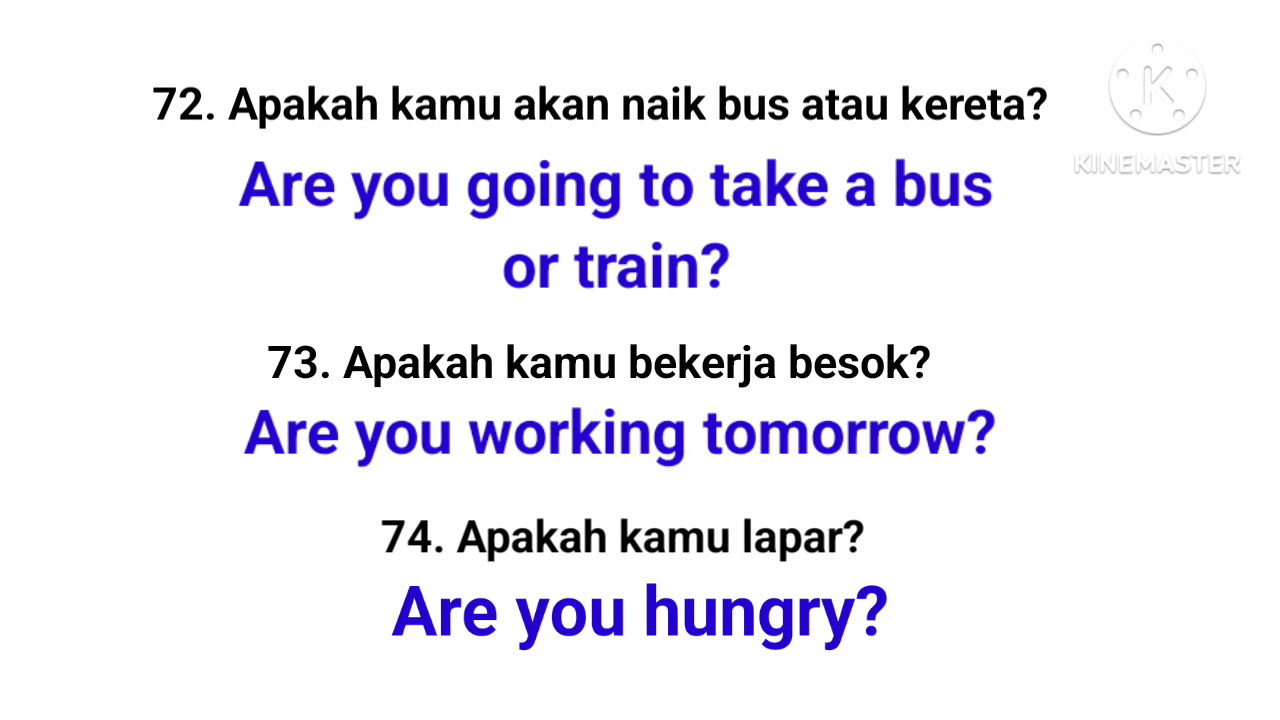 72. Apakah kamu akan naik bus atau kereta?
KINEMASTER
Are you going to take a bus
or train?
73. Apakah kamu bekerja besok?
Are you working tomorrow?
74. Apakah kamu lapar?
Are you hungry?